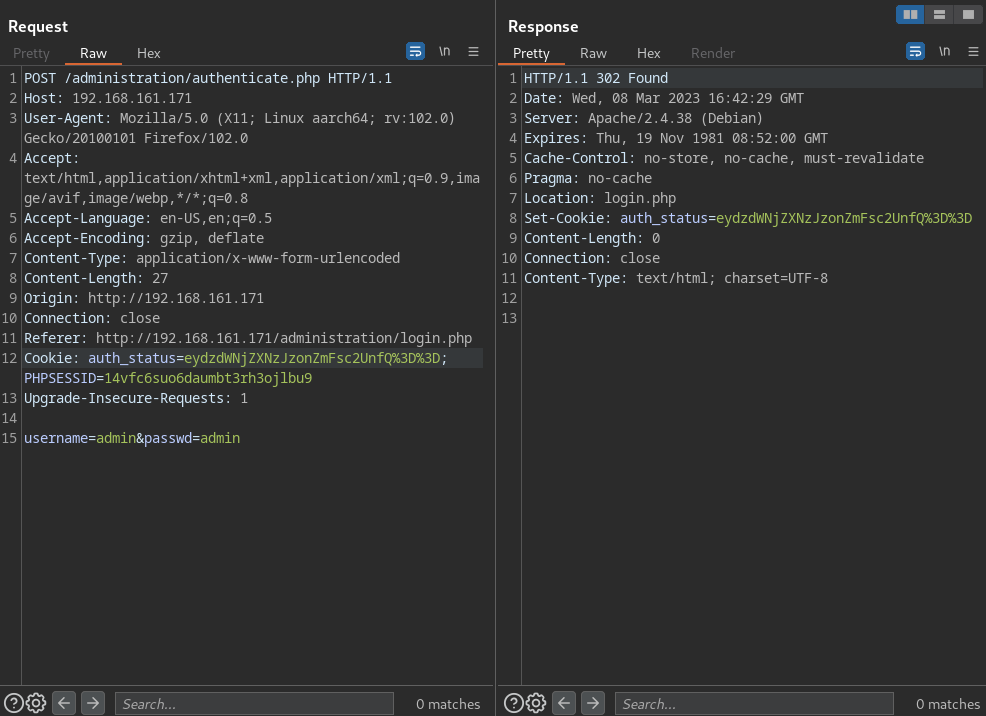 Request
Pretty Raw Hex \n
1 POST /administration/authenticate.php HTTP/1.1
2 Host: 192.168.161.171
3 User-Agent: Mozilla/5.0 (X11; Linux aarch64; rv:102.0)
Gecko/20100101 Firefox/102.0
4 Accept:
text/html,application/xhtml+xml,application/xml;q=0.9,ima
ge/avif,image/webp,*/*;q=0.8
5 Accept-Language: en-US,en;q=0.5
6 Accept-Encoding: gzip, deflate
7 Content-Type: application/x-www-form-urlencoded
8 Content-Length: 27
9 Origin: http://192.168.161.171
10 Connection: close
11 Referer: http://192.168.161.171/administration/login.php
12 Cookie: auth_status=eydzdWNjZXNzJzonZmFsc2UnfQ%3D%3D;
PHPSESSID=14vfc6suo6daumbt3rh3ojlbu9
13 Upgrade-Insecure-Requests: 1
14
15 username=admin&passwd=admin
Search... 0 matches
Response
Pretty Raw Hex Render \n
1 HTTP/1.1 302 Found
2 Date: Wed, 08 Mar 2023 16:42:29 GMT
3 Server: Apache/2.4.38 (Debian)
4 Expires: Thu, 19 Nov 1981 08:52:00 GMT
5 Cache-Control: no-store, no-cache, must-revalidate
6 Pragma: no-cache
7 Location: login.php
8 Set-Cookie: auth_status=eydzdWNjZXNzJzonZmFsc2UnfQ%3D%3D
9 Content-Length: 0
10 Connection: close
11 Content-Type: text/html; charset=UTF-8
12
13
Search... 0 matches